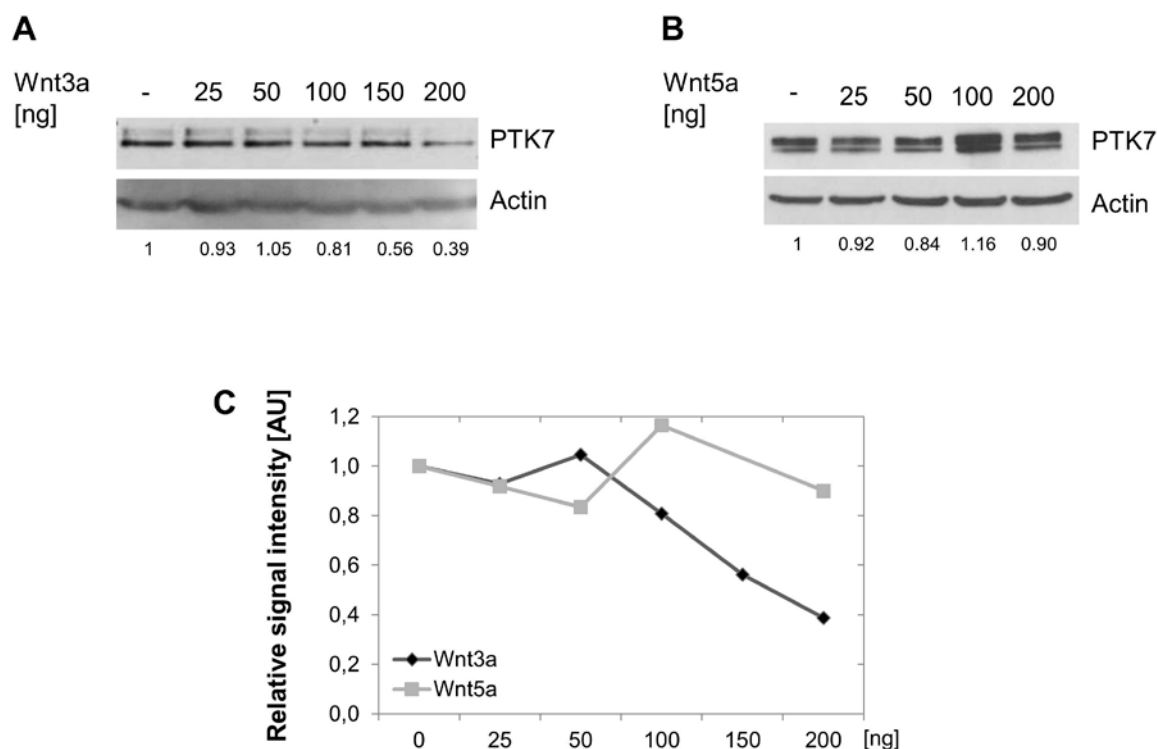 A
Wnt3a
[ng]
- 25 50 100 150 200
PTK7
Actin
1 0.93 1.05 0.81 0.56 0.39
B
Wnt5a
[ng]
- 25 50 100 200
PTK7
Actin
1 0.92 0.84 1.16 0.90
C
Relative signal intensity [AU]
1,2
1,0
0,8
0,6
0,4
0,2
0,0
Wnt3a
Wnt5a
0 25 50 100 150 200 [ng]